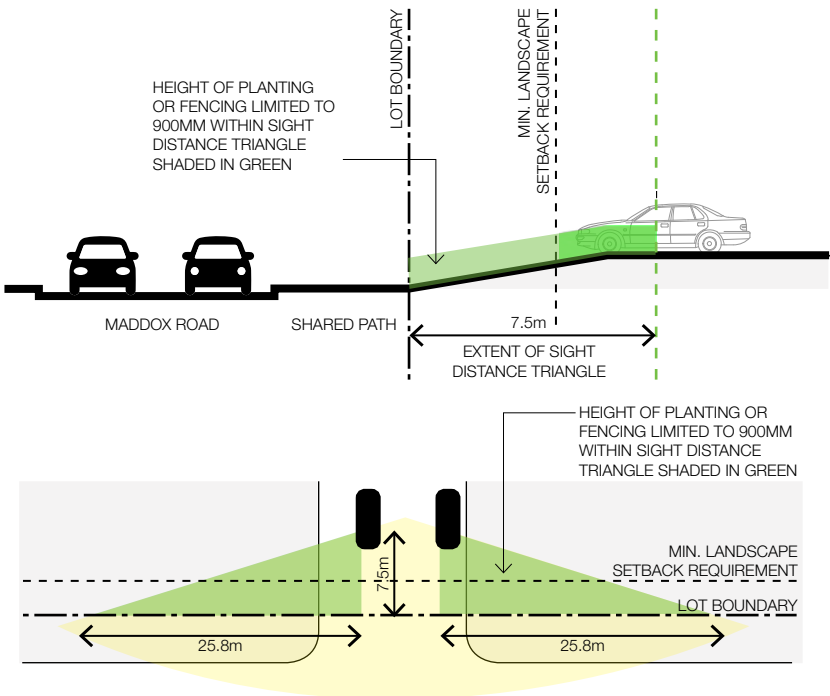 LOT BOUNDARY
MIN. LANDSCAPE
SETBACK REQUIREMENT
HEIGHT OF PLANTING
OR FENCING LIMITED TO
900MM WITHIN SIGHT
DISTANCE TRIANGLE
SHADED IN GREEN
MADDOX ROAD
SHARED PATH
7.5m
EXTENT OF SIGHT
DISTANCE TRIANGLE
HEIGHT OF PLANTING OR
FENCING LIMITED TO 900MM
WITHIN SIGHT DISTANCE
TRIANGLE SHADED IN GREEN
MIN. LANDSCAPE
SETBACK REQUIREMENT
7.5m
LOT BOUNDARY
25.8m
25.8m